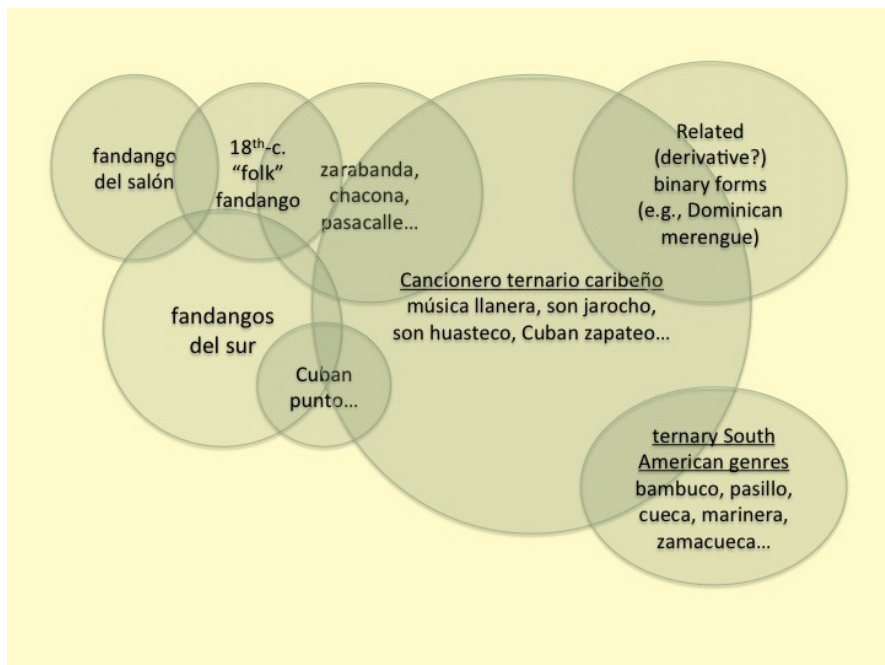 fandango
del salón
18th-c.
“folk”
fandango
zarabanda,
chacona,
pasacalle…
Related
(derivative?)
binary forms
(e.g., Dominican
merengue)
Cancionero ternario caribeño
música llanera, son jarocho,
son huasteco, Cuban zapateo…
fandangos
del sur
Cuban
punto…
ternary South
American genres
bambuco, pasillo,
cueca, marinera,
zamacueca…